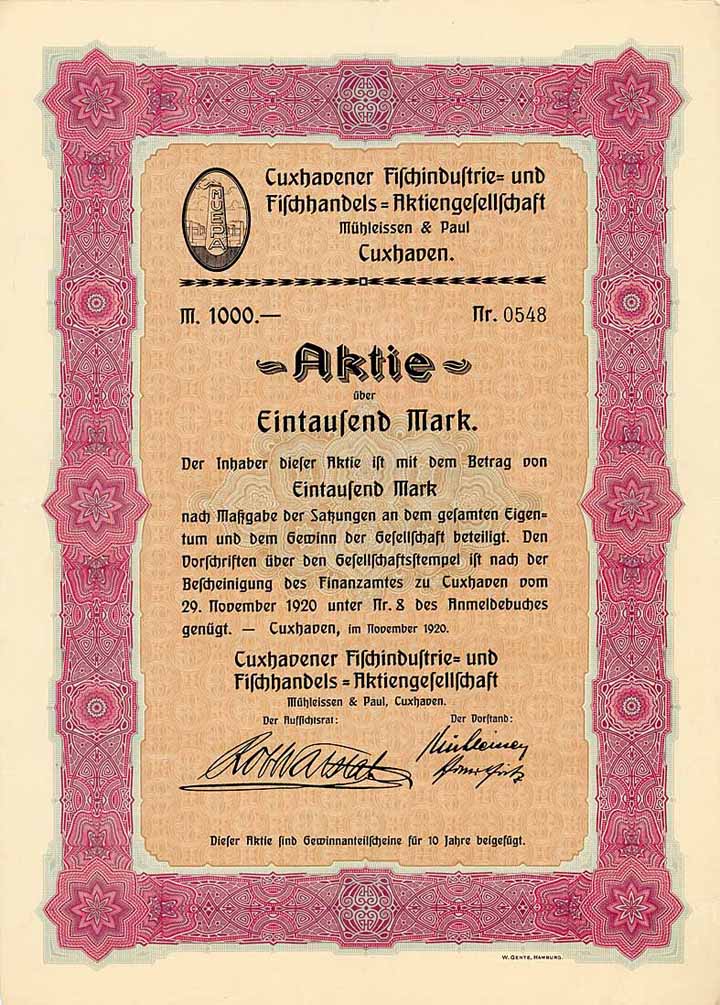 MUEPA
Cuxhavener Fischindustrie= und
Fischhandels=Aktiengesellschaft
Mühleissen & Paul
Cuxhaven.
M. 1000.—
Nr. 0548
Aktie
über
Eintausend Mark.
Der Inhaber dieser Aktie ist mit dem Betrag von
Eintausend Mark
nach Maßgabe der Satzungen an dem gesamten Eigen-
tum und dem Gewinn der Gesellschaft beteiligt. Den
Vorschriften über den Gesellschaftsstempel ist nach der
Bescheinigung des Finanzamtes zu Cuxhaven vom
29. November 1920 unter Nr. 8 des Anmeldebuches
genügt. — Cuxhaven, im November 1920.
Cuxhavener Fischindustrie= und
Fischhandels=Aktiengesellschaft
Mühleissen & Paul, Cuxhaven.
Der Aufsichtsrat:
Der Vorstand:
Dieser Aktie sind Gewinnanteilscheine für 10 Jahre beigefügt.
W. Gente, Hamburg.